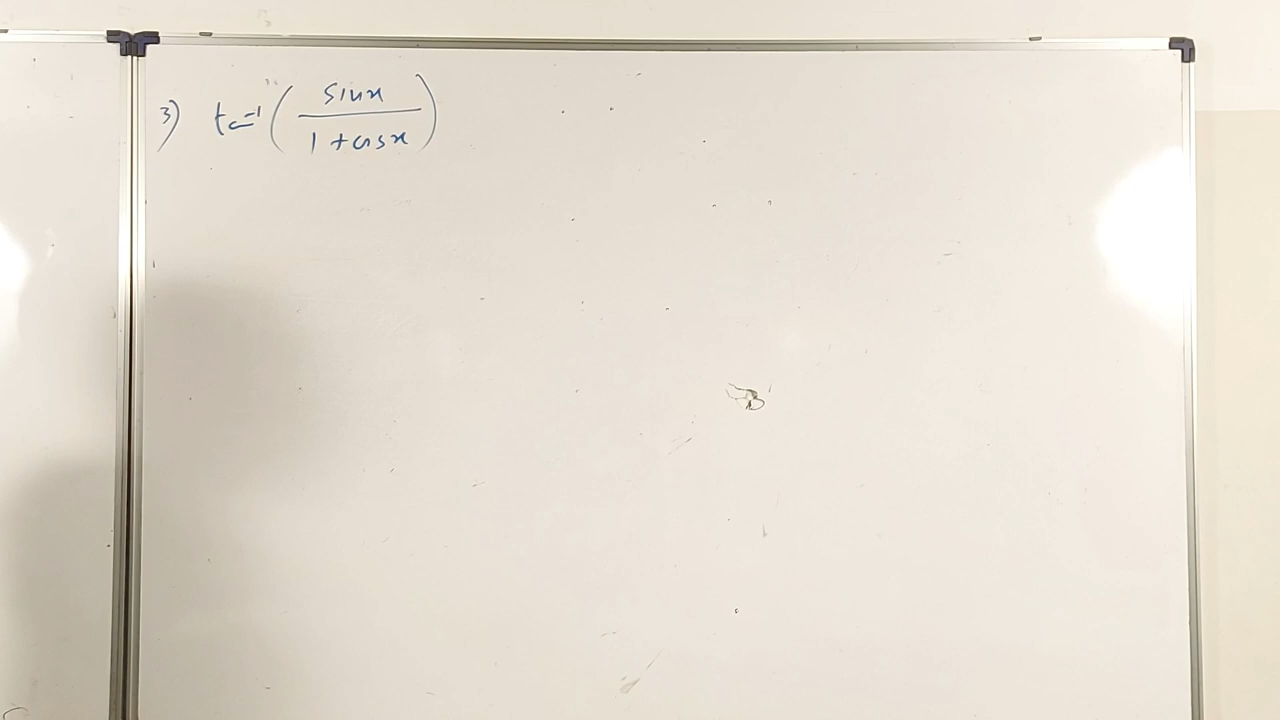 3) tan⁻¹ ( sinx / 1 + cosx )